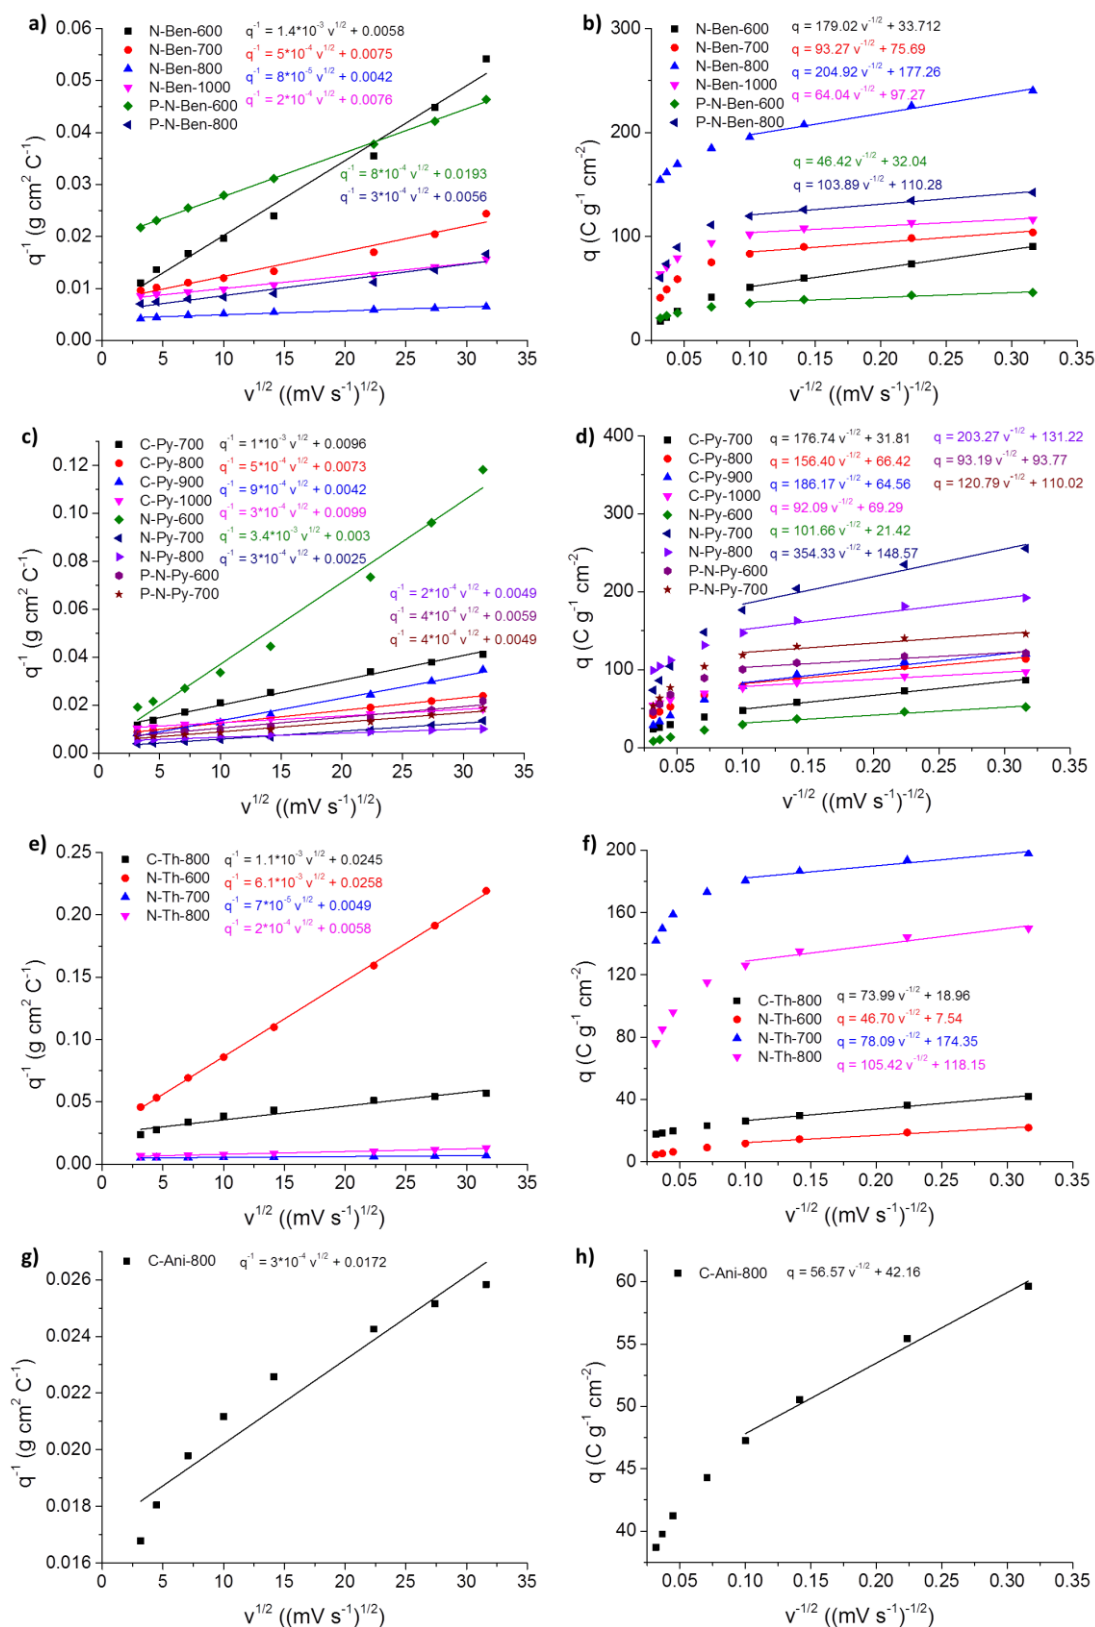 a)
N-Ben-600
N-Ben-700
N-Ben-800
N-Ben-1000
P-N-Ben-600
P-N-Ben-800
q⁻¹ = 1.4*10⁻³ v^1/2 + 0.0058
q⁻¹ = 5*10⁻⁴ v^1/2 + 0.0075
q⁻¹ = 8*10⁻⁵ v^1/2 + 0.0042
q⁻¹ = 2*10⁻⁴ v^1/2 + 0.0076
q⁻¹ = 8*10⁻⁴ v^1/2 + 0.0193
q⁻¹ = 3*10⁻⁴ v^1/2 + 0.0056
0.06
0.05
0.04
0.03
0.02
0.01
0.00
q⁻¹ (g cm² C⁻¹)
5 10 15 20 25 30 35
v^1/2 ((mV s⁻¹)^1/2)
b)
N-Ben-600
N-Ben-700
N-Ben-800
N-Ben-1000
P-N-Ben-600
P-N-Ben-800
q = 179.02 v^-1/2 + 33.712
q = 93.27 v^-1/2 + 75.69
q = 204.92 v^-1/2 + 177.26
q = 64.04 v^-1/2 + 97.27
q = 46.42 v^-1/2 + 32.04
q = 103.89 v^-1/2 + 110.28
300
200
100
0
q (C g⁻¹ cm⁻²)
0.05 0.10 0.15 0.20 0.25 0.30 0.35
v^-1/2 ((mV s⁻¹)^-1/2)
c)
C-Py-700
C-Py-800
C-Py-900
C-Py-1000
N-Py-600
N-Py-700
N-Py-800
P-N-Py-600
P-N-Py-700
q⁻¹ = 1*10⁻³ v^1/2 + 0.0096
q⁻¹ = 5*10⁻⁴ v^1/2 + 0.0073
q⁻¹ = 9*10⁻⁴ v^1/2 + 0.0042
q⁻¹ = 3*10⁻⁴ v^1/2 + 0.0099
q⁻¹ = 3.4*10⁻³ v^1/2 + 0.003
q⁻¹ = 3*10⁻⁴ v^1/2 + 0.0025
q⁻¹ = 2*10⁻⁴ v^1/2 + 0.0049
q⁻¹ = 4*10⁻⁴ v^1/2 + 0.0059
q⁻¹ = 4*10⁻⁴ v^1/2 + 0.0049
0.12
0.09
0.06
0.03
0.00
q⁻¹ (g cm² C⁻¹)
0 5 10 15 20 25 30 35
v^1/2 ((mV s⁻¹)^1/2)
d)
C-Py-700
C-Py-800
C-Py-900
C-Py-1000
N-Py-600
N-Py-700
N-Py-800
P-N-Py-600
P-N-Py-700
q = 176.74 v^-1/2 + 31.81
q = 156.40 v^-1/2 + 66.42
q = 186.17 v^-1/2 + 64.56
q = 92.09 v^-1/2 + 69.29
q = 101.66 v^-1/2 + 21.42
q = 354.33 v^-1/2 + 148.57
q = 203.27 v^-1/2 + 131.22
q = 93.19 v^-1/2 + 93.77
q = 120.79 v^-1/2 + 110.02
400
300
200
100
0
q (C g⁻¹ cm⁻²)
0.05 0.10 0.15 0.20 0.25 0.30 0.35
v^-1/2 ((mV s⁻¹)^-1/2)
e)
C-Th-800
N-Th-600
N-Th-700
N-Th-800
q⁻¹ = 1.1*10⁻³ v^1/2 + 0.0245
q⁻¹ = 6.1*10⁻³ v^1/2 + 0.0258
q⁻¹ = 7*10⁻⁵ v^1/2 + 0.0049
q⁻¹ = 2*10⁻⁴ v^1/2 + 0.0058
0.25
0.20
0.15
0.10
0.05
0.00
q⁻¹ (g cm² C⁻¹)
5 10 15 20 25 30 35
v^1/2 ((mV s⁻¹)^1/2)
f)
C-Th-800
N-Th-600
N-Th-700
N-Th-800
q = 73.99 v^-1/2 + 18.96
q = 46.70 v^-1/2 + 7.54
q = 78.09 v^-1/2 + 174.35
q = 105.42 v^-1/2 + 118.15
200
160
120
80
40
0
q (C g⁻¹ cm⁻²)
0.05 0.10 0.15 0.20 0.25 0.30 0.35
v^-1/2 ((mV s⁻¹)^-1/2)
g)
C-Ani-800
q⁻¹ = 3*10⁻⁴ v^1/2 + 0.0172
0.026
0.024
0.022
0.020
0.018
0.016
q⁻¹ (g cm² C⁻¹)
5 10 15 20 25 30 35
v^1/2 ((mV s⁻¹)^1/2)
h)
C-Ani-800
q = 56.57 v^-1/2 + 42.16
60
55
50
45
40
q (C g⁻¹ cm⁻²)
0.05 0.10 0.15 0.20 0.25 0.30 0.35
v^-1/2 ((mV s⁻¹)^-1/2)